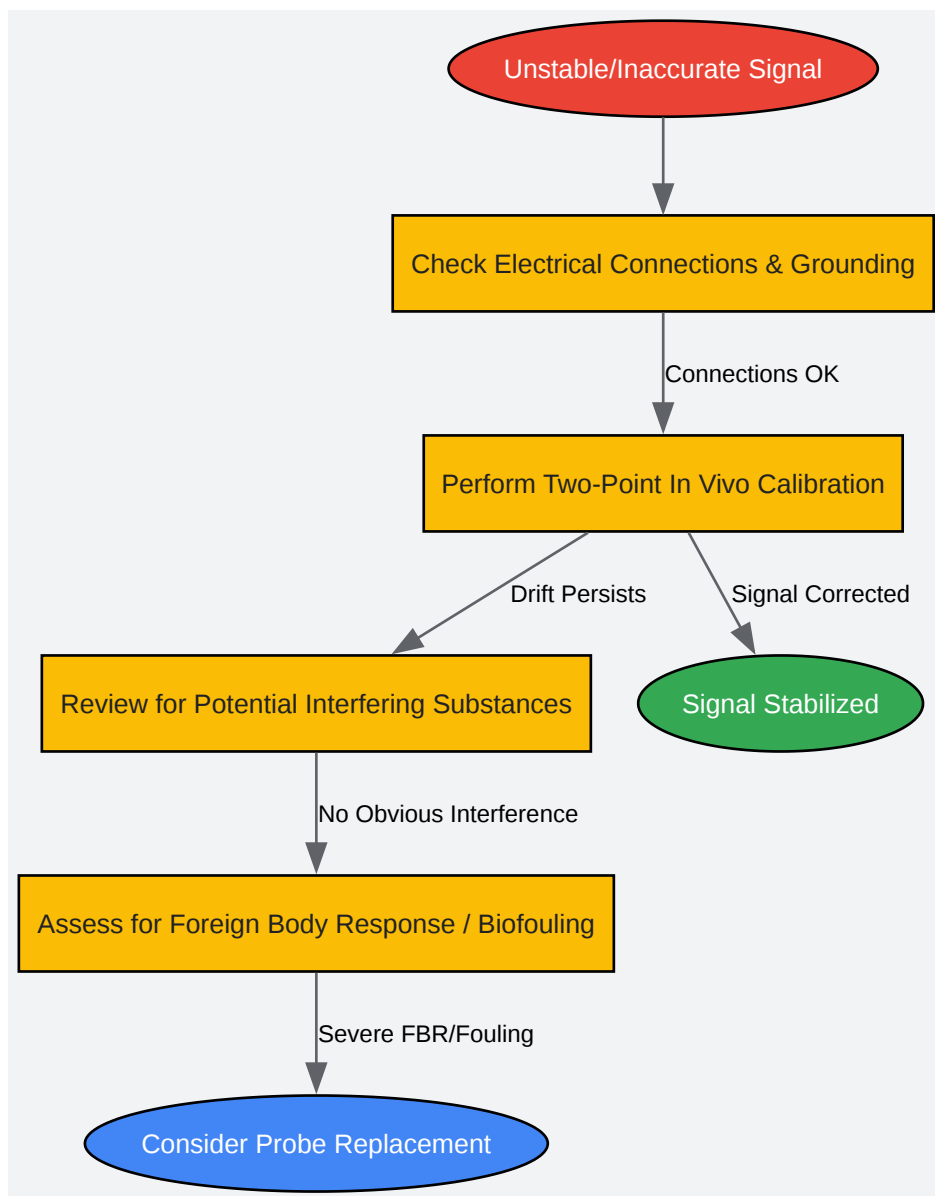 Unstable/Inaccurate Signal
Check Electrical Connections & Grounding
Connections OK
Perform Two-Point In Vivo Calibration
Drift Persists
Signal Corrected
Review for Potential Interfering Substances
Signal Stabilized
No Obvious Interference
Assess for Foreign Body Response / Biofouling
Severe FBR/Fouling
Consider Probe Replacement